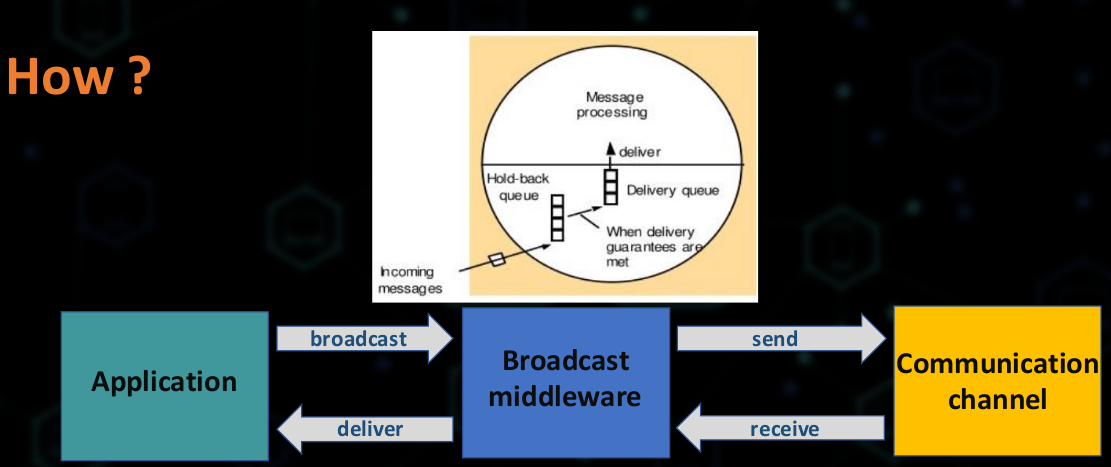 How ?
Message
processing
deliver
Hold-back
queue
Delivery queue
When delivery
guarantees are
met
Incoming
messages
Application
broadcast
deliver
Broadcast
middleware
send
receive
Communication
channel